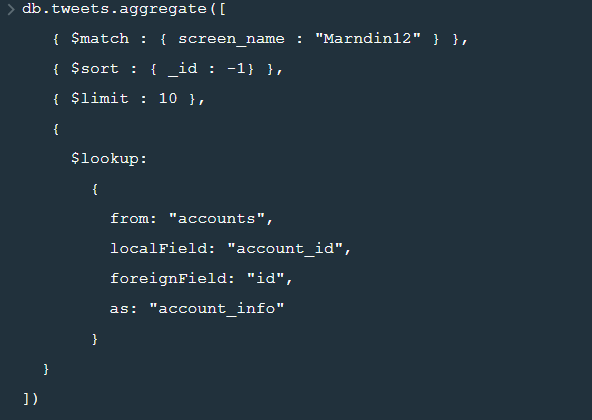 db.tweets.aggregate([
{ $match : { screen_name : "Marndin12" } },
{ $sort : { _id : -1} },
{ $limit : 10 },
{
$lookup:
{
from: "accounts",
localField: "account_id",
foreignField: "id",
as: "account_info"
}
}
])